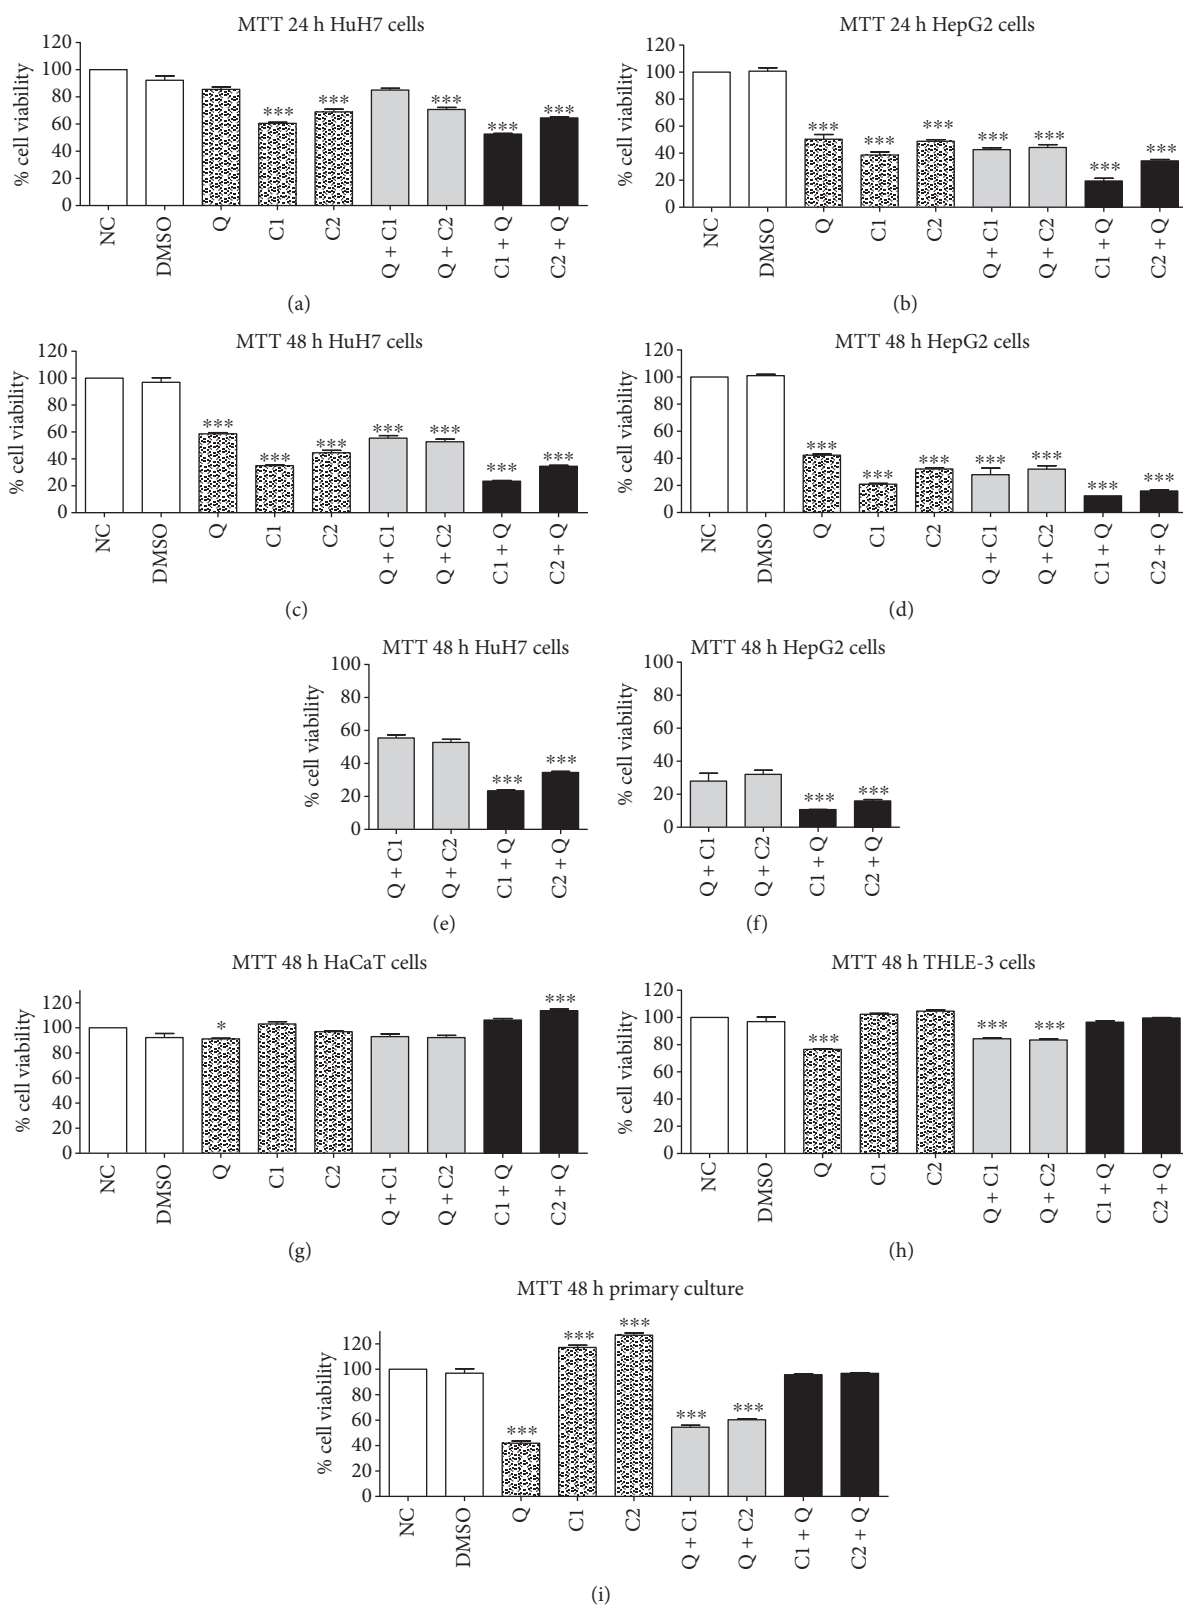 MTT 24 h HuH7 cells
% cell viability
120
100
80
60
40
20
0
*** *** *** *** ***
NC DMSO Q C1 C2 Q + C1 Q + C2 C1 + Q C2 + Q
(a)
MTT 24 h HepG2 cells
% cell viability
120
100
80
60
40
20
0
*** *** *** *** *** *** ***
NC DMSO Q C1 C2 Q + C1 Q + C2 C1 + Q C2 + Q
(b)
MTT 48 h HuH7 cells
% cell viability
120
100
80
60
40
20
0
*** *** *** *** *** *** ***
NC DMSO Q C1 C2 Q + C1 Q + C2 C1 + Q C2 + Q
(c)
MTT 48 h HepG2 cells
% cell viability
120
100
80
60
40
20
0
*** *** *** *** *** *** ***
NC DMSO Q C1 C2 Q + C1 Q + C2 C1 + Q C2 + Q
(d)
MTT 48 h HuH7 cells
% cell viability
100
80
60
40
20
0
*** ***
Q + C1 Q + C2 C1 + Q C2 + Q
(e)
MTT 48 h HepG2 cells
% cell viability
100
80
60
40
20
0
*** ***
Q + C1 Q + C2 C1 + Q C2 + Q
(f)
MTT 48 h HaCaT cells
% cell viability
120
100
80
60
40
20
0
* ***
NC DMSO Q C1 C2 Q + C1 Q + C2 C1 + Q C2 + Q
(g)
MTT 48 h THLE-3 cells
% cell viability
120
100
80
60
40
20
0
*** *** ***
NC DMSO Q C1 C2 Q + C1 Q + C2 C1 + Q C2 + Q
(h)
MTT 48 h primary culture
% cell viability
120
100
80
60
40
20
0
*** *** *** *** ***
NC DMSO Q C1 C2 Q + C1 Q + C2 C1 + Q C2 + Q
(i)